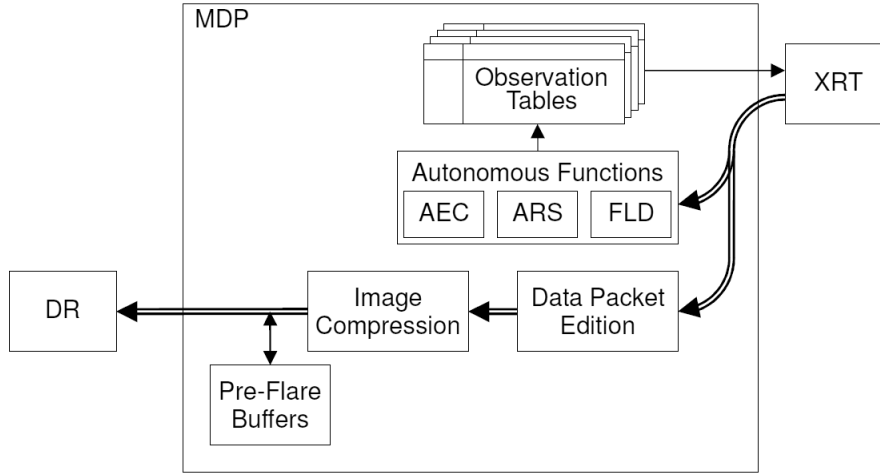 MDP
Observation
Tables
XRT
Autonomous Functions
AEC
ARS
FLD
DR
Image
Compression
Data Packet
Edition
Pre-Flare
Buffers